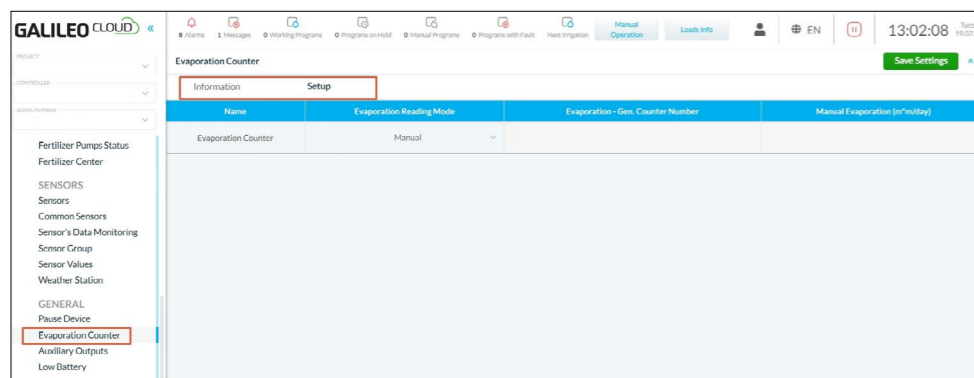 GALILEO CLOUD «
8 Alarms 1 Messages 0 Working Programs 0 Programs on Hold 0 Manual Programs 0 Programs with Fault Next Irrigation Manual Operation Loads Info EN 13:02:08
PROJECT
CONTROLLER
SERIAL NUMBER
Evaporation Counter Save Settings
Information Setup
Name Evaporation Reading Mode Evaporation - Gen. Counter Number Manual Evaporation (m"m/day)
Evaporation Counter Manual
Fertilizer Pumps Status
Fertilizer Center
SENSORS
Sensors
Common Sensors
Sensor's Data Monitoring
Sensor Group
Sensor Values
Weather Station
GENERAL
Pause Device
Evaporation Counter
Auxiliary Outputs
Low Battery